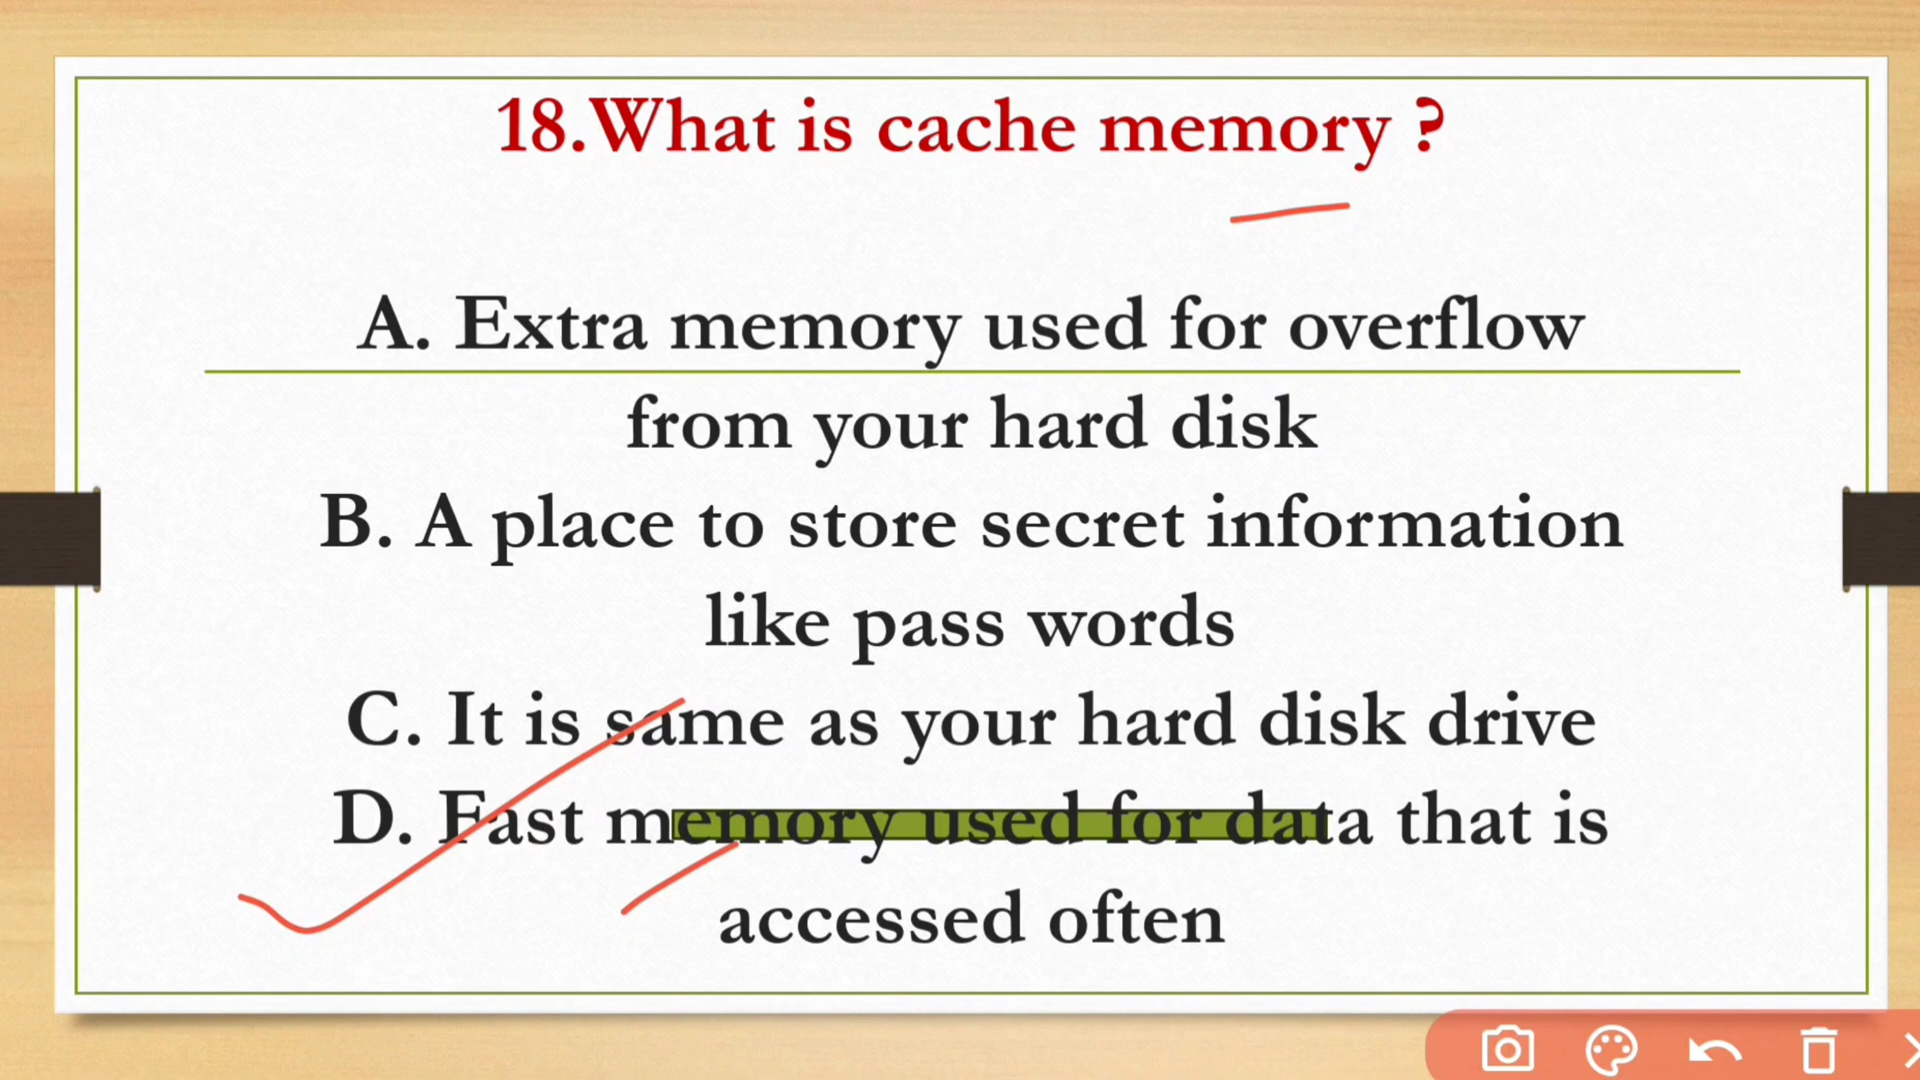 18.What is cache memory ?
A. Extra memory used for overflow
from your hard disk
B. A place to store secret information
like pass words
C. It is same as your hard disk drive
D. Fast memory used for data that is
accessed often